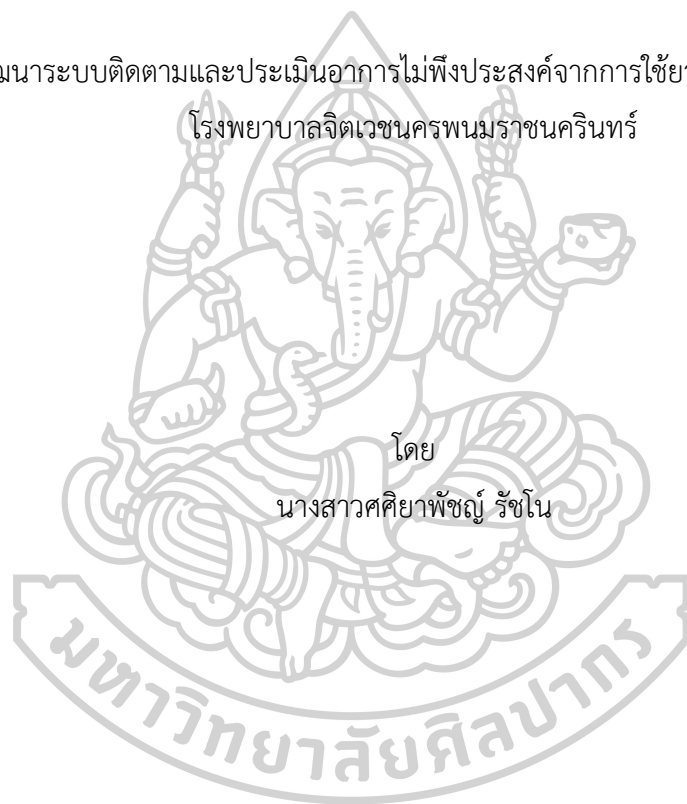 ฒนาระบบติดตามและประเมินอาการไม่พึงประสงค์จากการใช้ยา
โรงพยาบาลจิตเวชนครพนมราชนครินทร์
โดย
นางสาวศศิยาพัชญ์ รัชโน
มหาวิทยาลัยศิลปากร